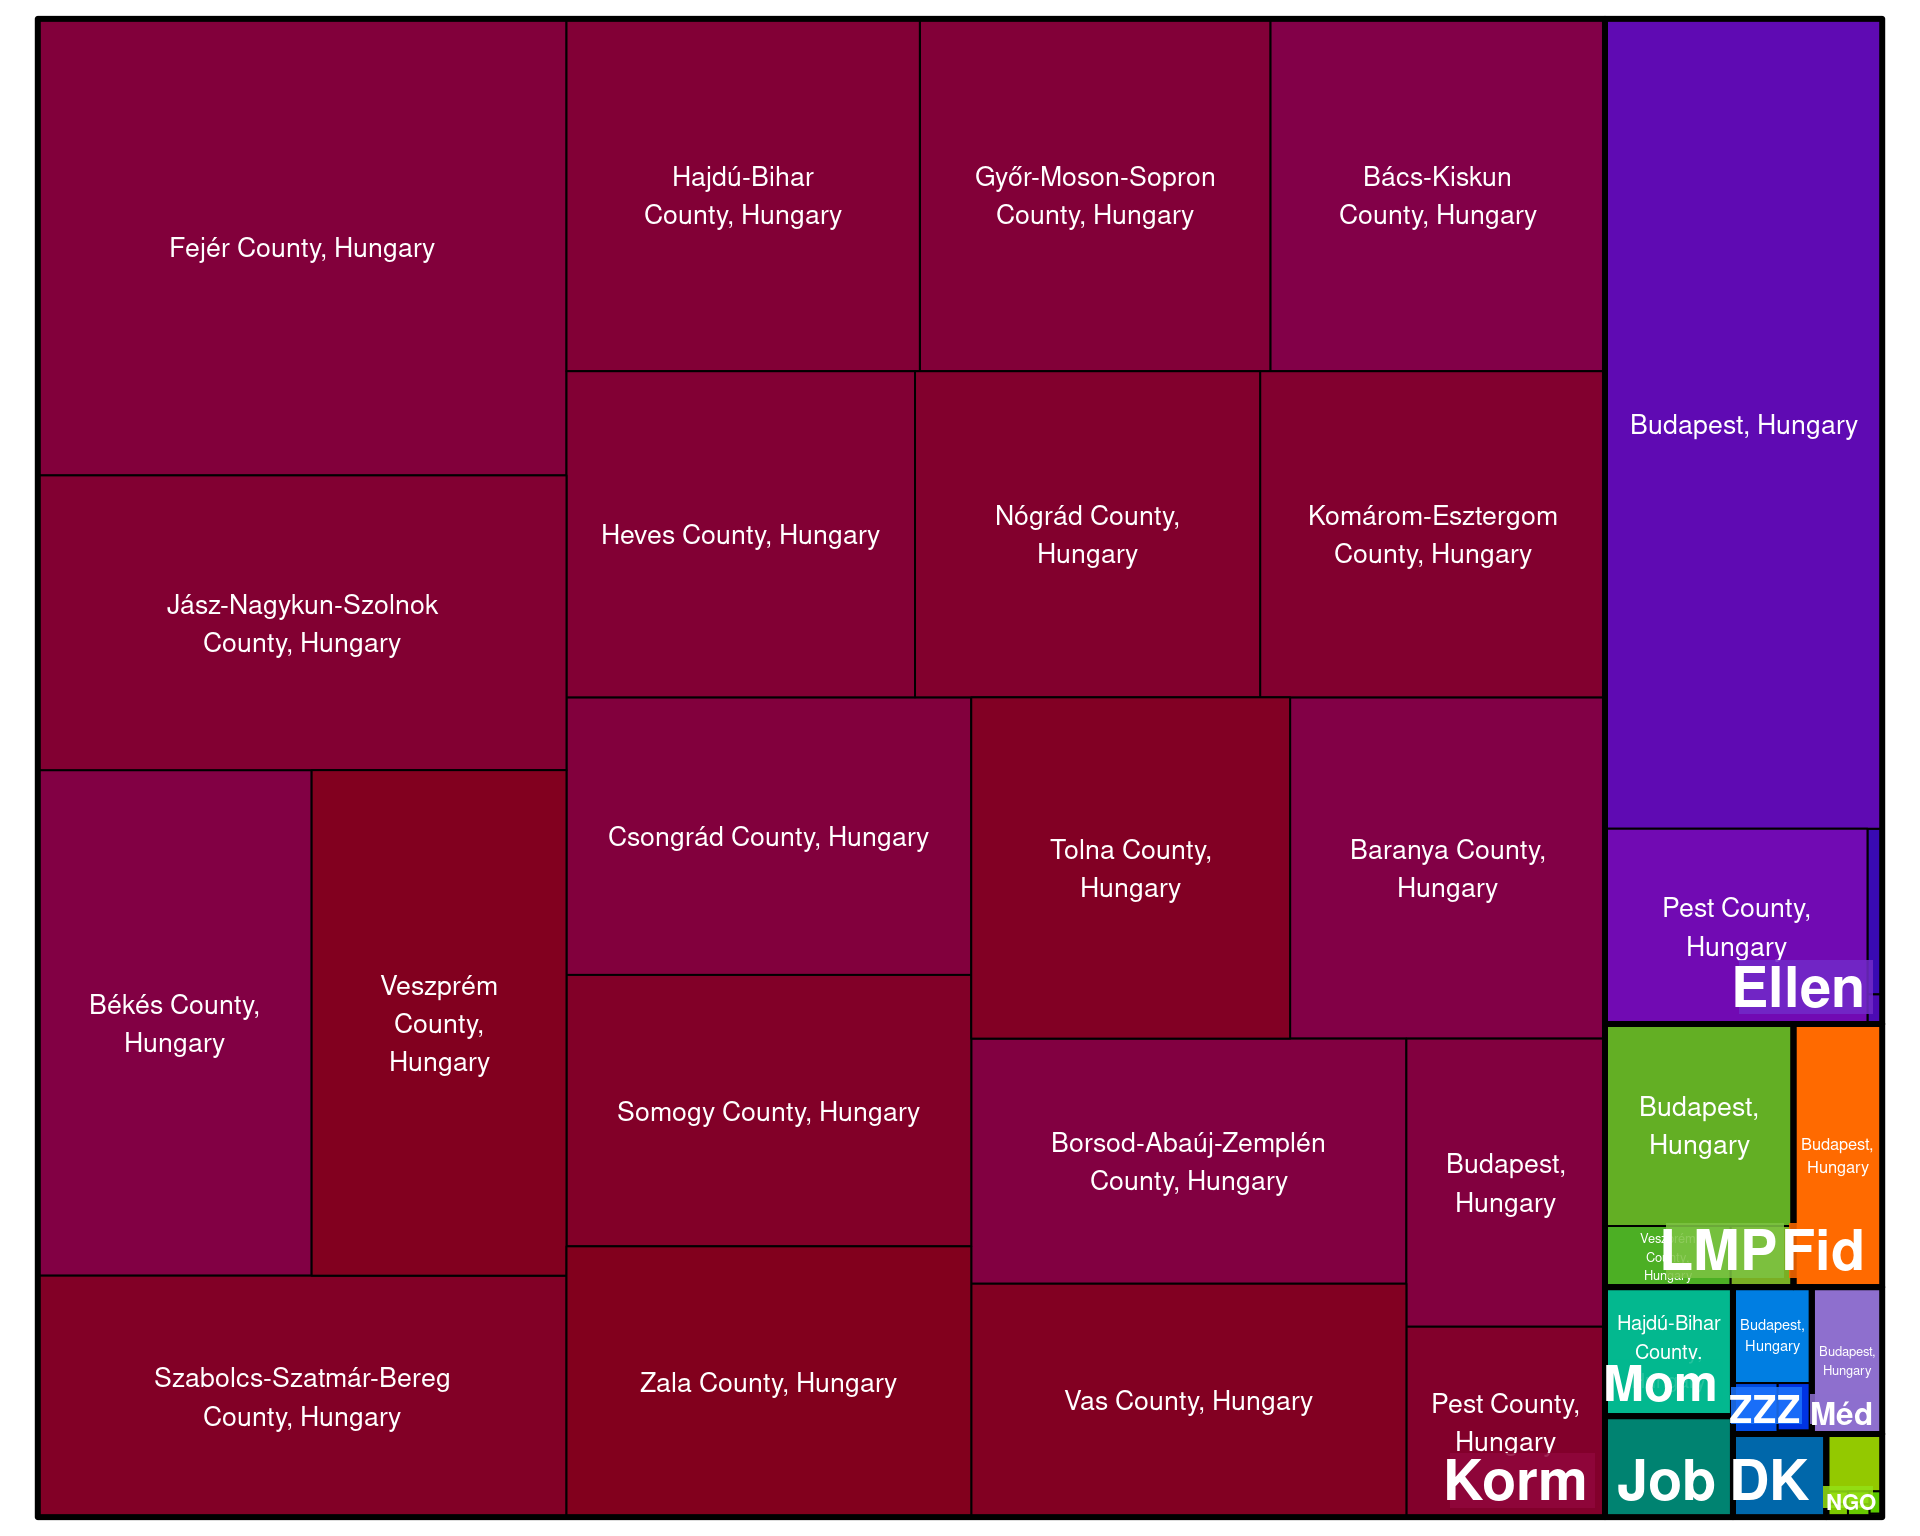 Fejér County, Hungary
Hajdú-Bihar
County, Hungary
Győr-Moson-Sopron
County, Hungary
Bács-Kiskun
County, Hungary
Budapest, Hungary
Jász-Nagykun-Szolnok
County, Hungary
Heves County, Hungary
Nógrád County,
Hungary
Komárom-Esztergom
County, Hungary
Békés County,
Hungary
Veszprém
County,
Hungary
Csongrád County, Hungary
Tolna County,
Hungary
Baranya County,
Hungary
Pest County,
Hungary
Ellen
Somogy County, Hungary
Borsod-Abaúj-Zemplén
County, Hungary
Budapest,
Hungary
Budapest,
Hungary
Budapest,
Hungary
Veszprém
County,
Hungary
LMP
Fid
Szabolcs-Szatmár-Bereg
County, Hungary
Zala County, Hungary
Vas County, Hungary
Pest County,
Hungary
Korm
Hajdú-Bihar
County,
Mom
Budapest,
Hungary
ZZZ
Budapest,
Hungary
Méd
Job
DK
NGO